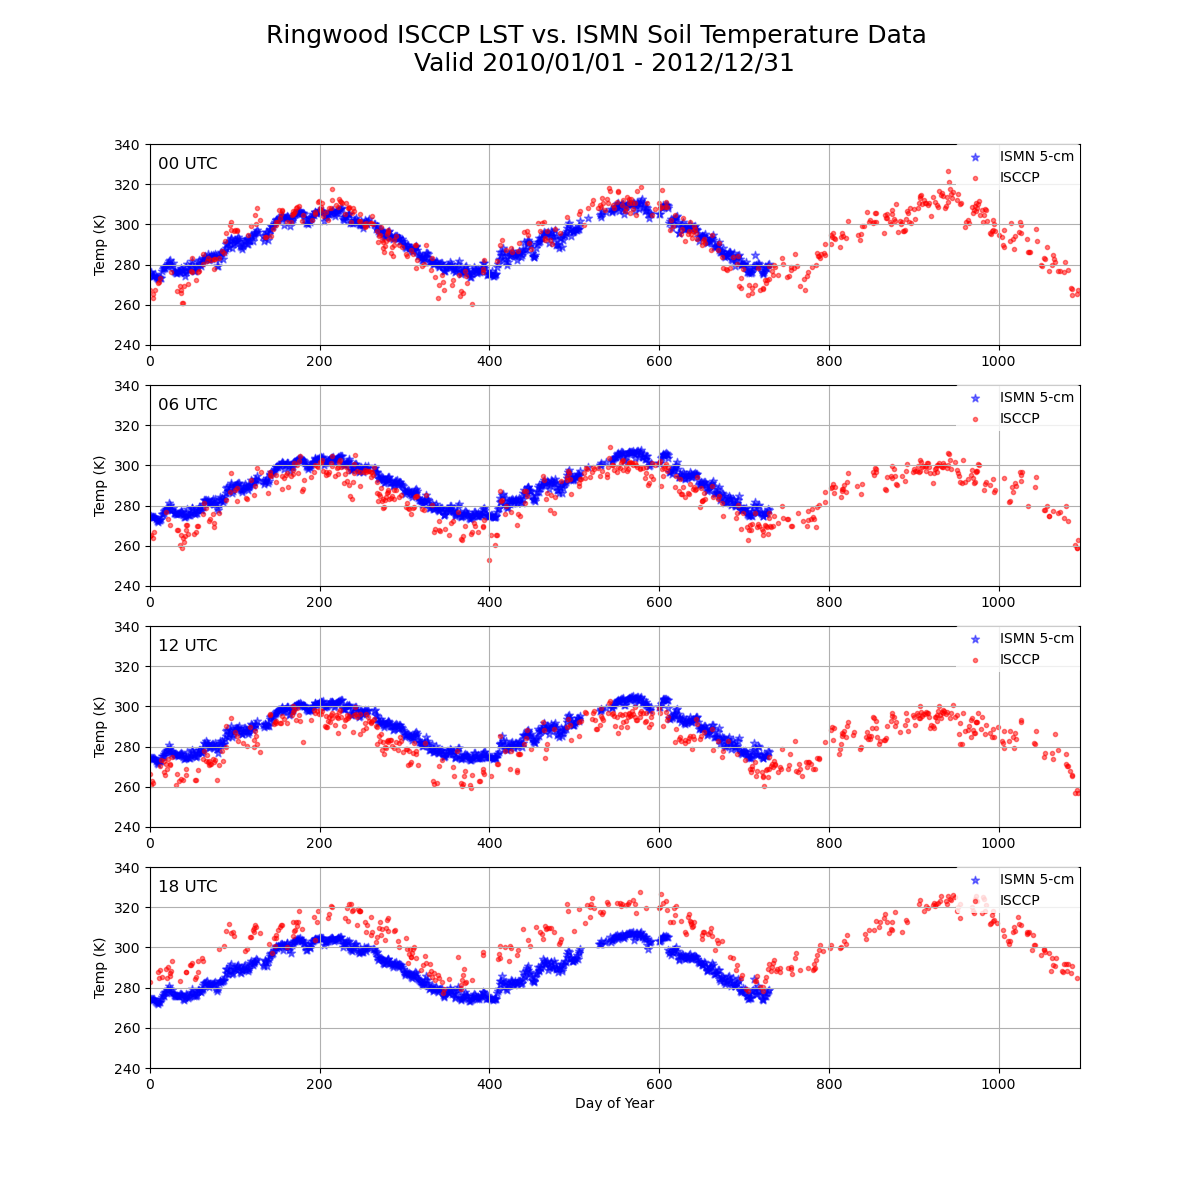 Ringwood ISCCP LST vs. ISMN Soil Temperature Data
Valid 2010/01/01 - 2012/12/31
340
320
300
280
260
240
Temp (K)
00 UTC
ISMN 5-cm
ISCCP
0 200 400 600 800 1000
340
320
300
280
260
240
Temp (K)
06 UTC
ISMN 5-cm
ISCCP
0 200 400 600 800 1000
340
320
300
280
260
240
Temp (K)
12 UTC
ISMN 5-cm
ISCCP
0 200 400 600 800 1000
340
320
300
280
260
240
Temp (K)
18 UTC
ISMN 5-cm
ISCCP
0 200 400 600 800 1000
Day of Year